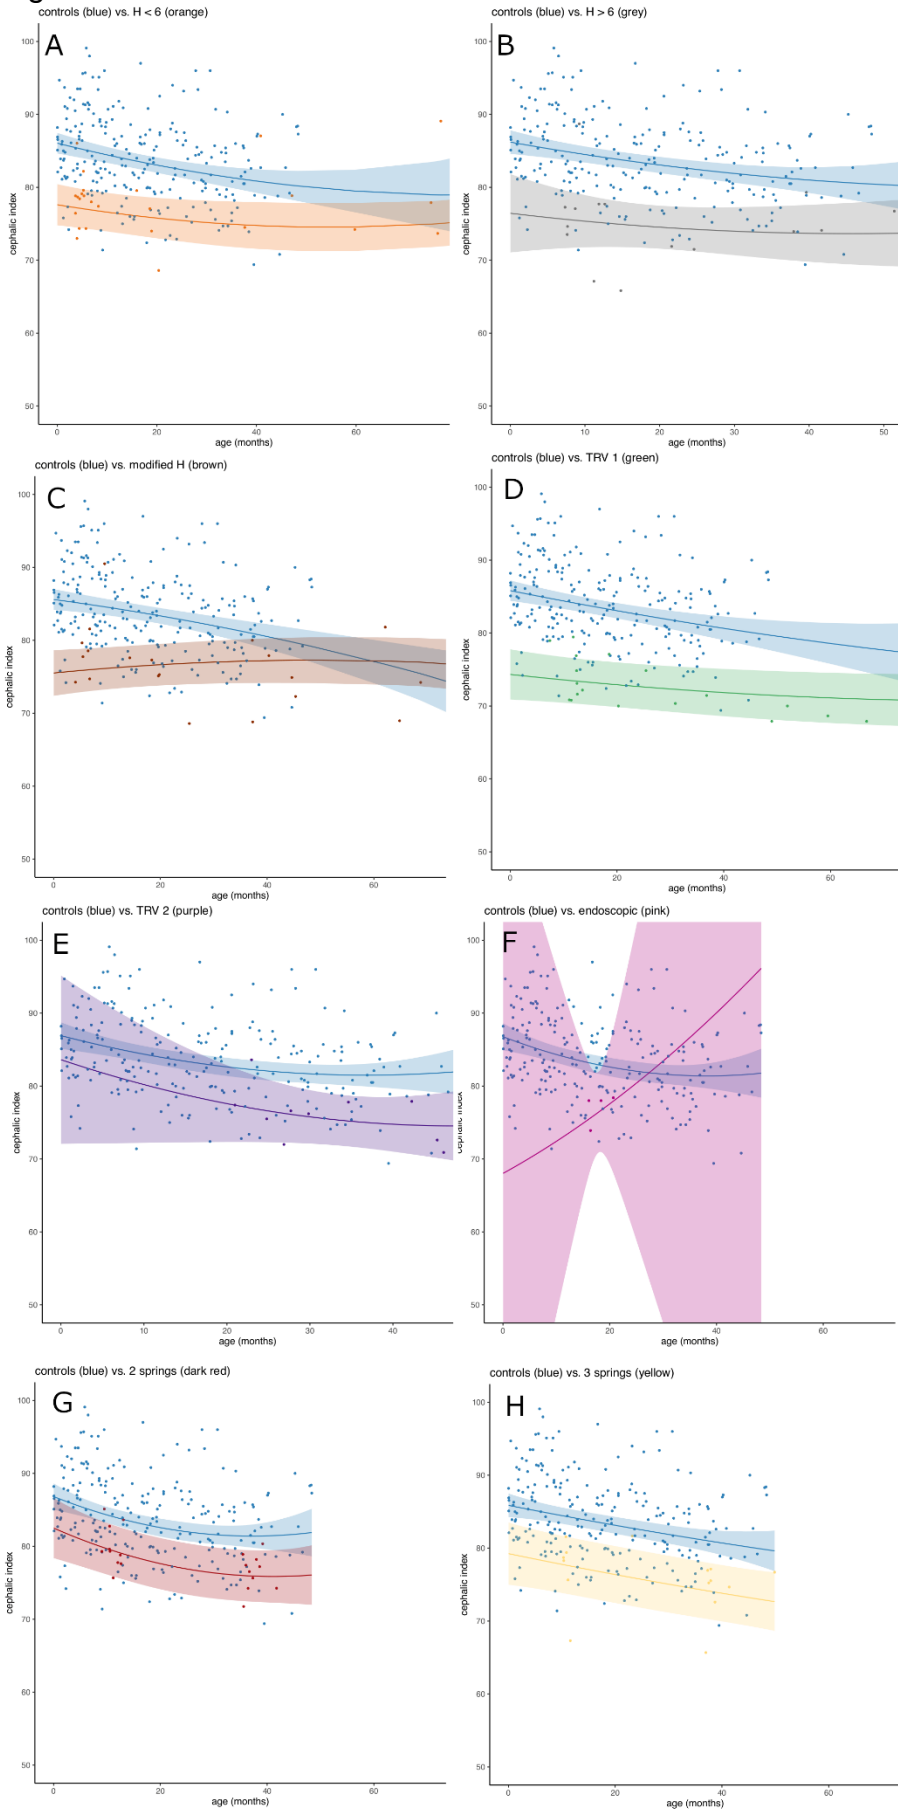 controls (blue) vs. H < 6 (orange)
A
100
90
80
70
60
50
cephalic index
0
20
40
60
age (months)
controls (blue) vs. H > 6 (grey)
B
100
90
80
70
60
50
cephalic index
0
10
20
30
40
50
age (months)
controls (blue) vs. modified H (brown)
C
100
90
80
70
60
50
cephalic index
0
20
40
60
age (months)
controls (blue) vs. TRV 1 (green)
D
100
90
80
70
60
50
cephalic index
0
20
40
60
age (months)
controls (blue) vs. TRV 2 (purple)
E
100
90
80
70
60
50
cephalic index
0
10
20
30
40
age (months)
controls (blue) vs. endoscopic (pink)
F
100
90
80
70
60
50
cephalic index
0
20
40
60
age (months)
controls (blue) vs. 2 springs (dark red)
G
100
90
80
70
60
50
cephalic index
0
20
40
60
age (months)
controls (blue) vs. 3 springs (yellow)
H
100
90
80
70
60
50
cephalic index
0
20
40
60
age (months)